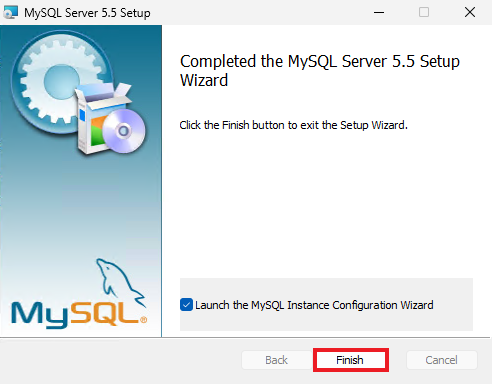 MySQL Server 5.5 Setup
Completed the MySQL Server 5.5 Setup
Wizard
Click the Finish button to exit the Setup Wizard.
MySQL®
Launch the MySQL Instance Configuration Wizard
Back
Finish
Cancel